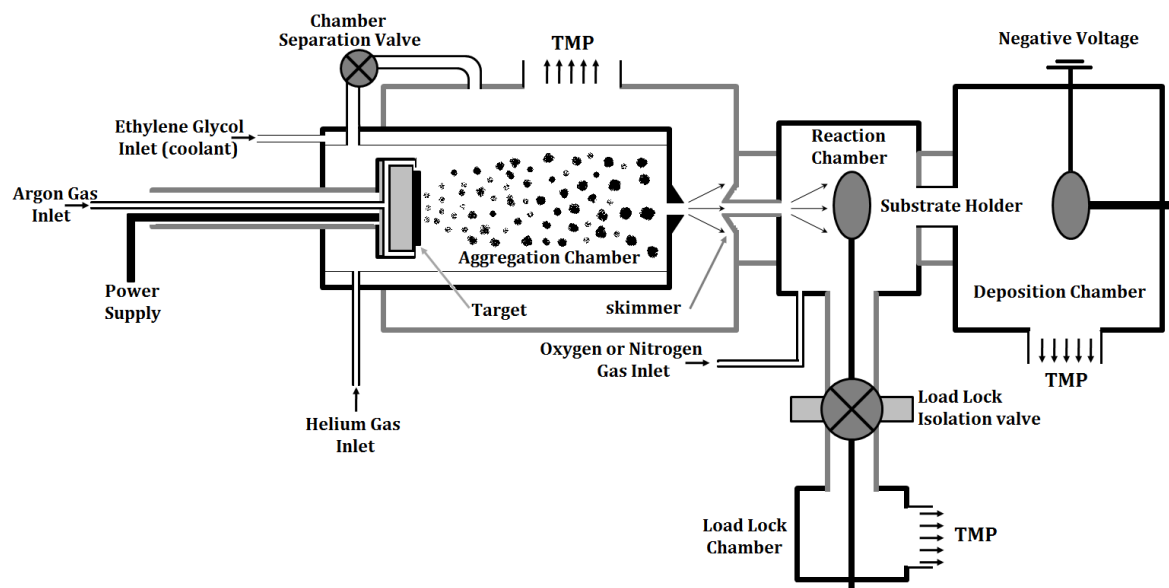 Chamber
Separation Valve
TMP
Negative Voltage
Ethylene Glycol
Inlet (coolant)
Reaction
Chamber
Argon Gas
Inlet
Substrate Holder
Aggregation Chamber
Power
Supply
Target
skimmer
Deposition Chamber
Oxygen or Nitrogen
Gas Inlet
TMP
Load Lock
Isolation valve
Helium Gas
Inlet
Load Lock
Chamber
TMP